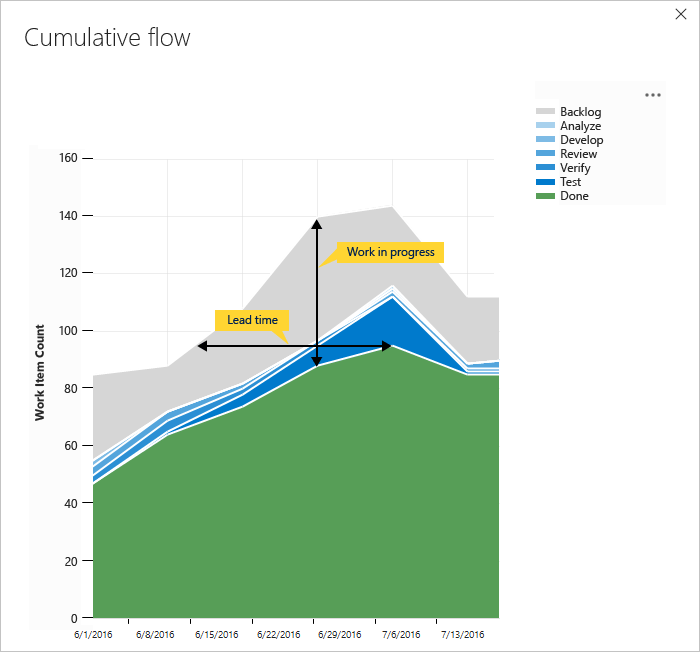 Cumulative flow
Backlog
Analyze
Develop
Review
Verify
Test
Done
Work Item Count
160
140
120
100
80
60
40
20
0
Work in progress
Lead time
6/1/2016 6/8/2016 6/15/2016 6/22/2016 6/29/2016 7/6/2016 7/13/2016